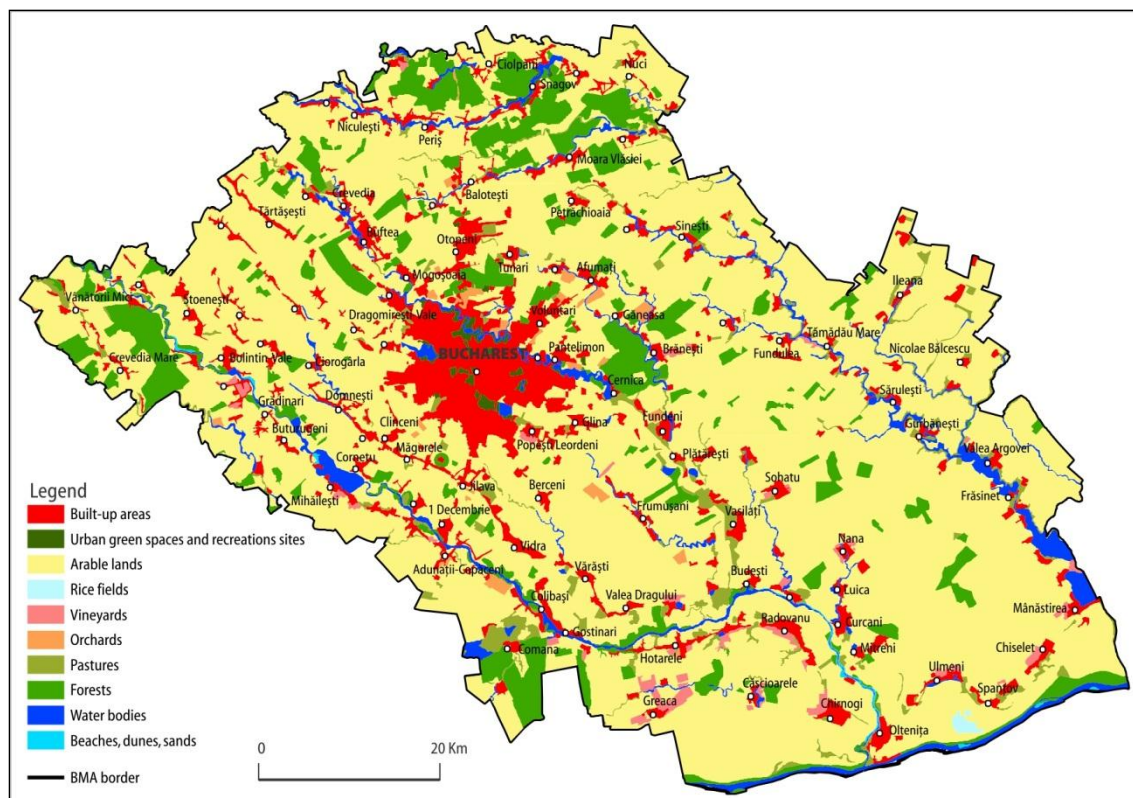 Ciolpani
Nuci
Snagov
Niculești
Periș
Moara Vlăsiei
Balotești
Crevedia
Petrăchioaia
Tărtășești
Sinești
Buftea
Otopeni
Tunari
Afumați
Mogoșoaia
Ileana
Vânătorii Mici
Stoenești
Dragomirești-Vale
Voluntari
Găneasa
Tămădău Mare
Fundulea
Nicolae Bălcescu
Crevedia Mare
Bolintin-Vale
Ciorogârla
BUCHAREST
Pantelimon
Brănești
Cernica
Sărulești
Domnești
Grădinari
Clinceni
Glina
Fundeni
Gurbănești
Buturugeni
Popești Leordeni
Măgurele
Plătărești
Valea Argovei
Cornetu
Mihăilești
Jilava
Berceni
Sohatu
Frăsinet
1 Decembrie
Frumușani
Vasilați
Vidra
Nana
Adunații-Copăceni
Vărăști
Budești
Luica
Colibași
Valea Dragului
Mânăstirea
Gostinari
Radovanu
Curcani
Comana
Hotarele
Mitreni
Chiselet
Ulmeni
Căscioarele
Spanțov
Greaca
Chirnogi
Oltenița
Legend
Built-up areas
Urban green spaces and recreations sites
Arable lands
Rice fields
Vineyards
Orchards
Pastures
Forests
Water bodies
Beaches, dunes, sands
BMA border
0 20 Km